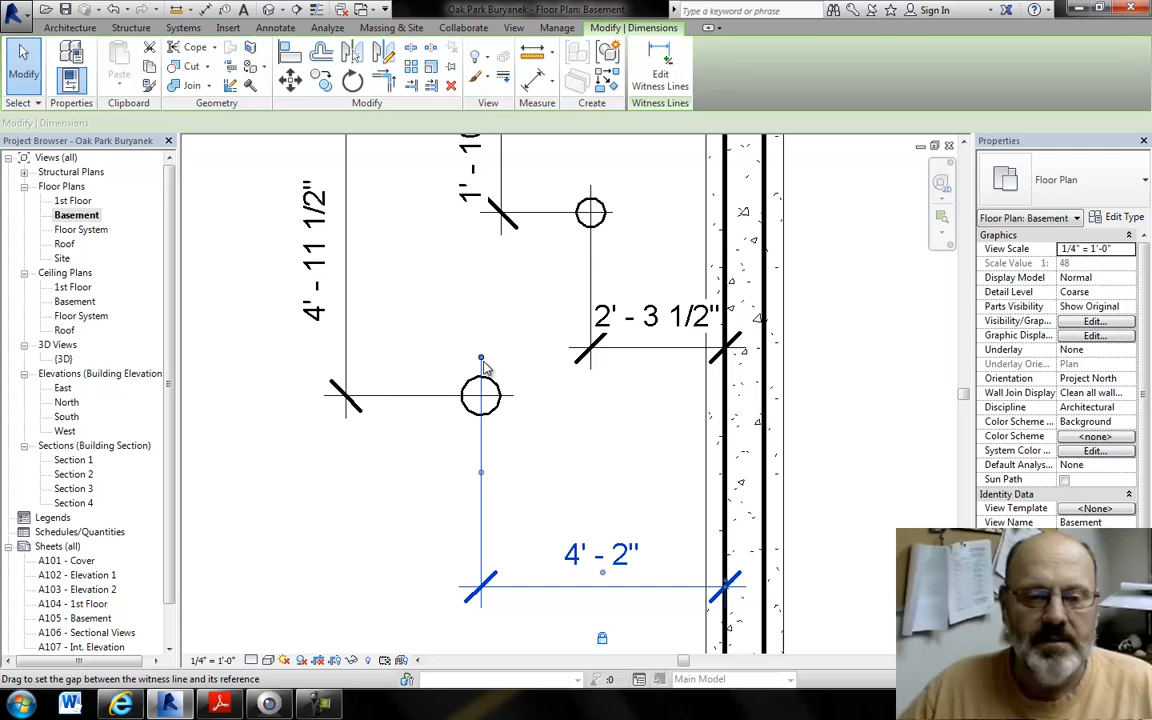 Oak Park Buryanek - Floor Plan: Basement
Type a keyword or phrase
Sign In
Architecture Structure Systems Insert Annotate Analyze Massing & Site Collaborate View Manage Modify | Dimensions
Modify
Properties
Paste
Cope
Cut
Join
Edit
Witness Lines
Select Properties Clipboard Geometry Modify View Measure Create Witness Lines
Modify | Dimensions
Project Browser - Oak Park Buryanek
Views (all)
Structural Plans
Floor Plans
1st Floor
Basement
Floor System
Roof
Site
Ceiling Plans
1st Floor
Basement
Floor System
Roof
3D Views
{3D}
Elevations (Building Elevation
East
North
South
West
Sections (Building Section)
Section 1
Section 2
Section 3
Section 4
Legends
Schedules/Quantities
Sheets (all)
A101 - Cover
A102 - Elevation 1
A103 - Elevation 2
A104 - 1st Floor
A105 - Basement
A106 - Sectional Views
A107 - Int. Elevation
4' - 11 1/2"
2' - 3 1/2"
4' - 2"
Properties
Floor Plan
Floor Plan: Basement
Edit Type
Graphics
View Scale 1/4" = 1'-0"
Scale Value 1: 48
Display Model Normal
Detail Level Coarse
Parts Visibility Show Original
Visibility/Grap... Edit...
Graphic Displa... Edit...
Underlay None
Underlay Orien... Plan
Orientation Project North
Wall Join Display Clean all wall...
Discipline Architectural
Color Scheme ... Background
Color Scheme <none>
System Color ... Edit...
Default Analys... None
Sun Path
Identity Data
View Template <None>
View Name Basement
1/4" = 1'-0"
Drag to set the gap between the witness line and its reference
:0
Main Model